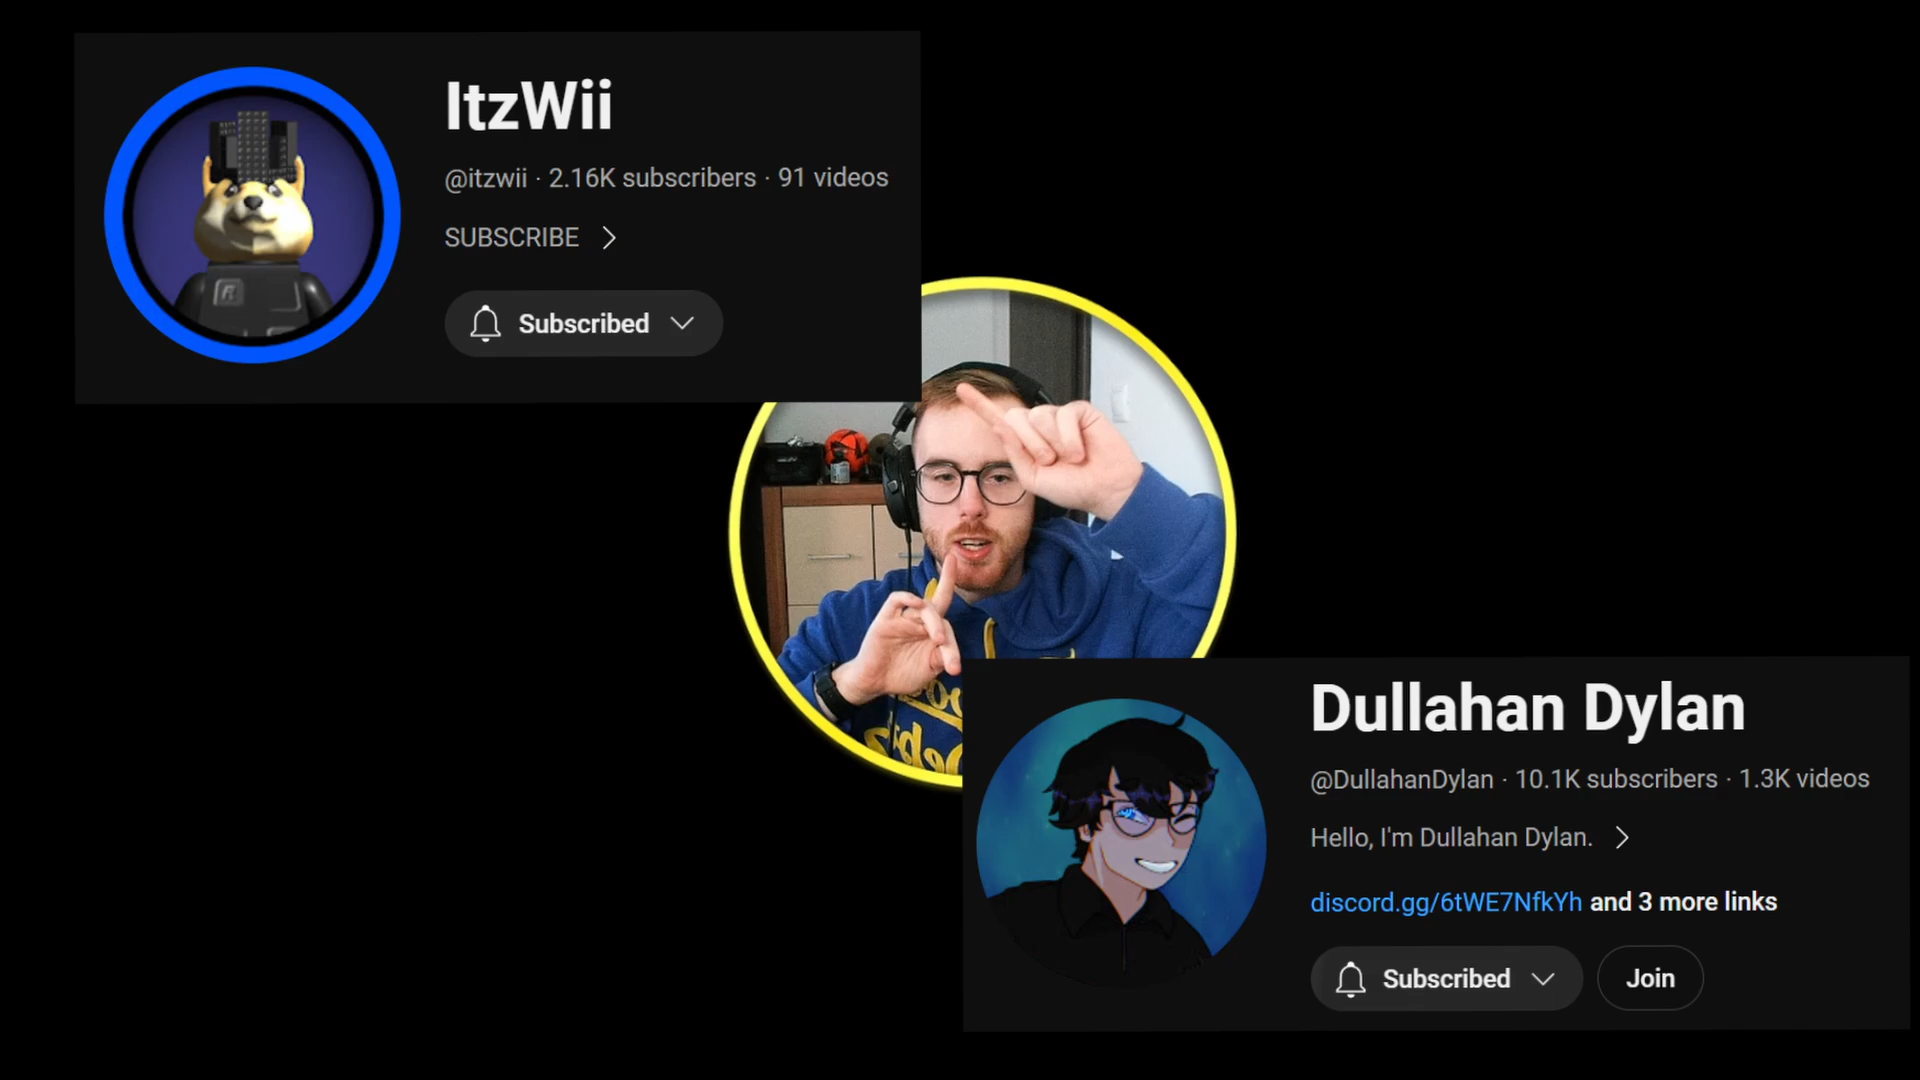 ItzWii
@itzwii · 2.16K subscribers · 91 videos
SUBSCRIBE
Subscribed
Dullahan Dylan
@DullahanDylan · 10.1K subscribers · 1.3K videos
Hello, I'm Dullahan Dylan.
discord.gg/6tWE7NfkYh and 3 more links
Subscribed
Join